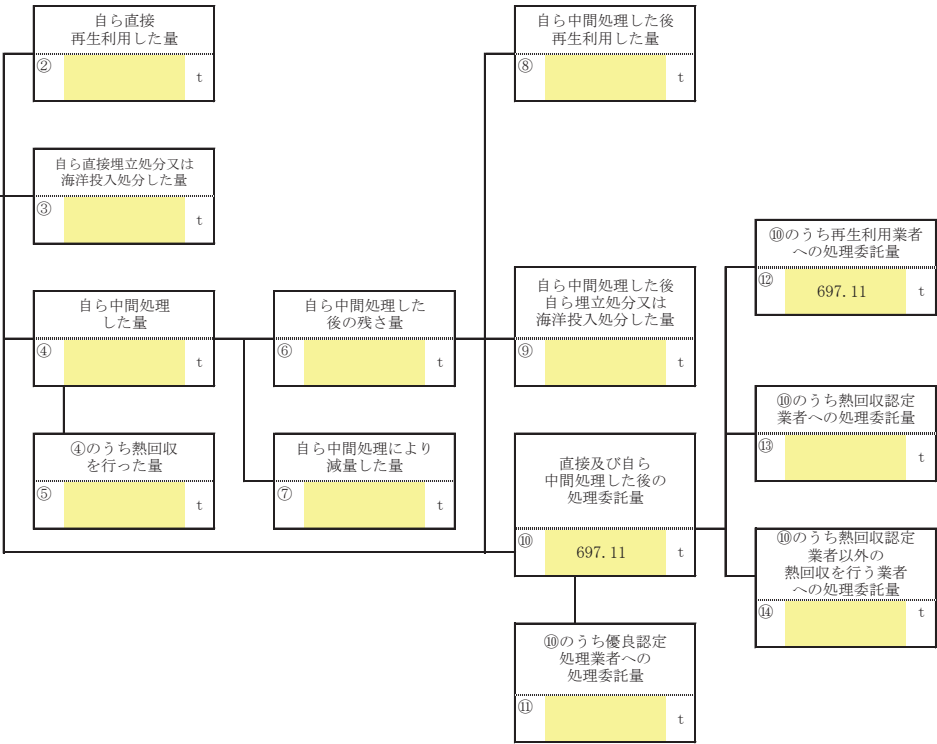 自ら直接
再生利用した量
②
t
自ら中間処理した後
再生利用した量
⑧
t
自ら直接埋立処分又は
海洋投入処分した量
③
t
⑩のうち再生利用業者
への処理委託量
⑫
697.11
t
自ら中間処理
した量
④
t
自ら中間処理した
後の残さ量
⑥
t
自ら中間処理した後
自ら埋立処分又は
海洋投入処分した量
⑨
t
⑩のうち熱回収認定
業者への処理委託量
⑬
t
④のうち熱回収
を行った量
⑤
t
自ら中間処理により
減量した量
⑦
t
直接及び自ら
中間処理した後の
処理委託量
⑩
697.11
t
⑩のうち熱回収認定
業者以外の
熱回収を行う業者
への処理委託量
⑭
t
⑩のうち優良認定
処理業者への
処理委託量
⑪
t